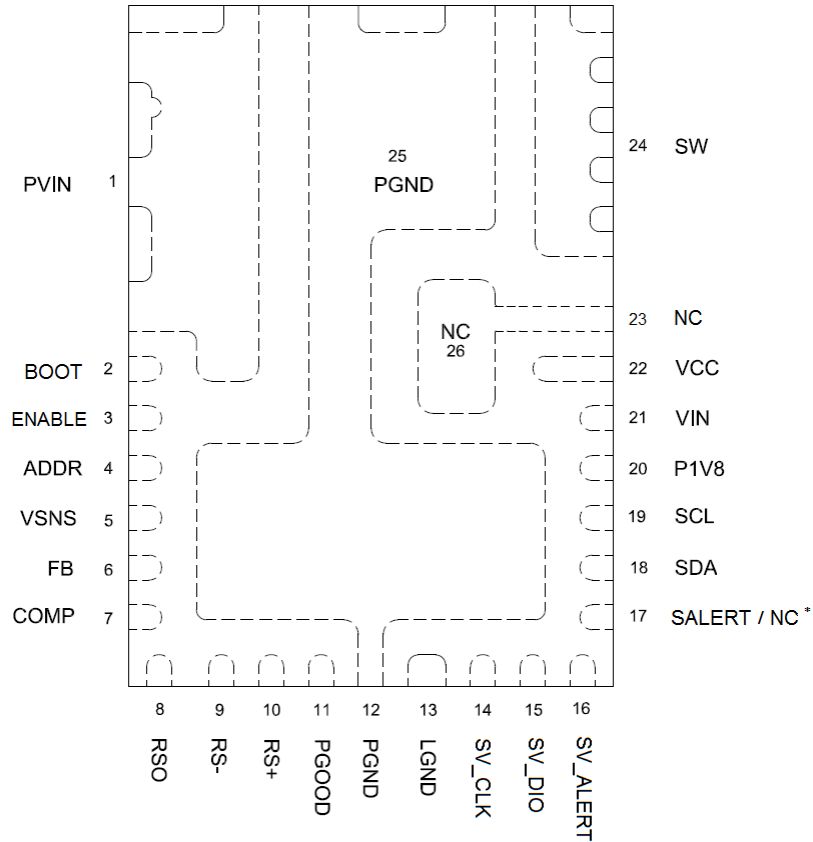 25
PGND
24 SW
PVIN 1
NC
26
23 NC
BOOT 2
22 VCC
ENABLE 3
21 VIN
ADDR 4
20 P1V8
VSNS 5
19 SCL
FB 6
18 SDA
COMP 7
17 SALERT / NC *
8 9 10 11 12 13 14 15 16
RSO
RS-
RS+
PGOOD
PGND
LGND
SV_CLK
SV_DIO
SV_ALERT